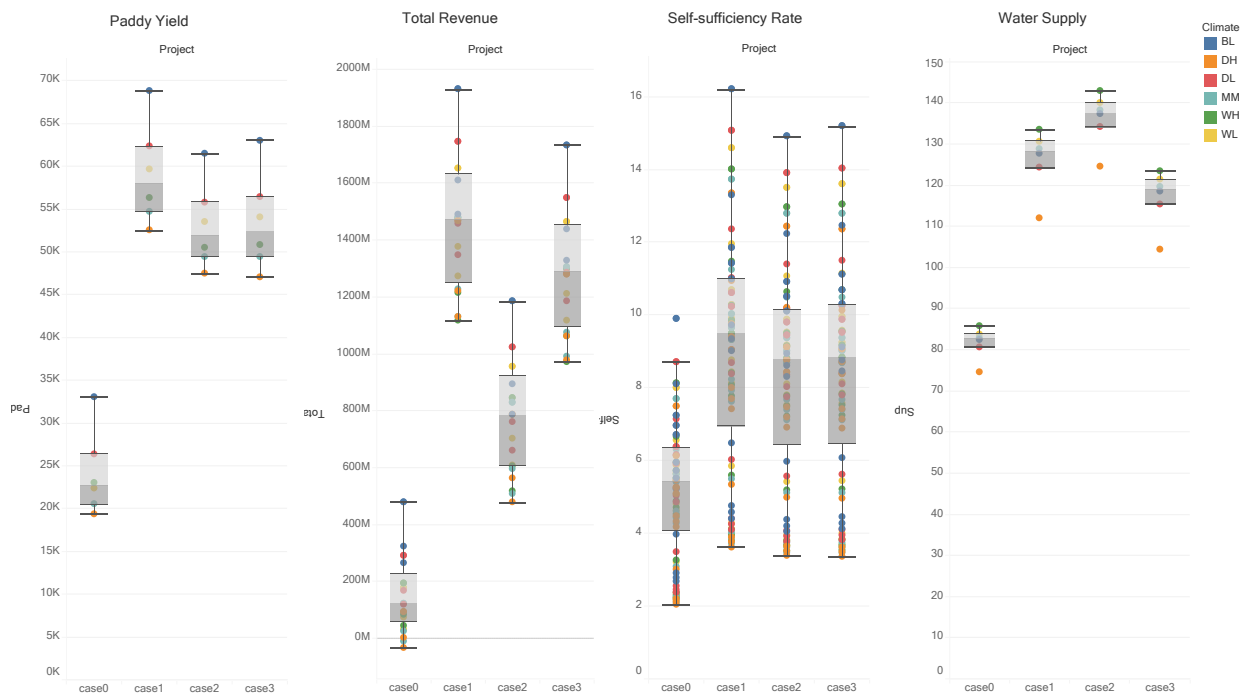 Paddy Yield
Project
70K
65K
60K
55K
50K
45K
40K
35K
30K
25K
20K
15K
10K
5K
0K
Pad
case0 case1 case2 case3
Total Revenue
Project
2000M
1800M
1600M
1400M
1200M
1000M
800M
600M
400M
200M
0M
Tota
case0 case1 case2 case3
Self-sufficiency Rate
Project
16
14
12
10
8
6
4
2
0
Self-
case0 case1 case2 case3
Water Supply
Project
150
140
130
120
110
100
90
80
70
60
50
40
30
20
10
0
Sup
case0 case1 case2 case3
Climate
BL
DH
DL
MM
WH
WL